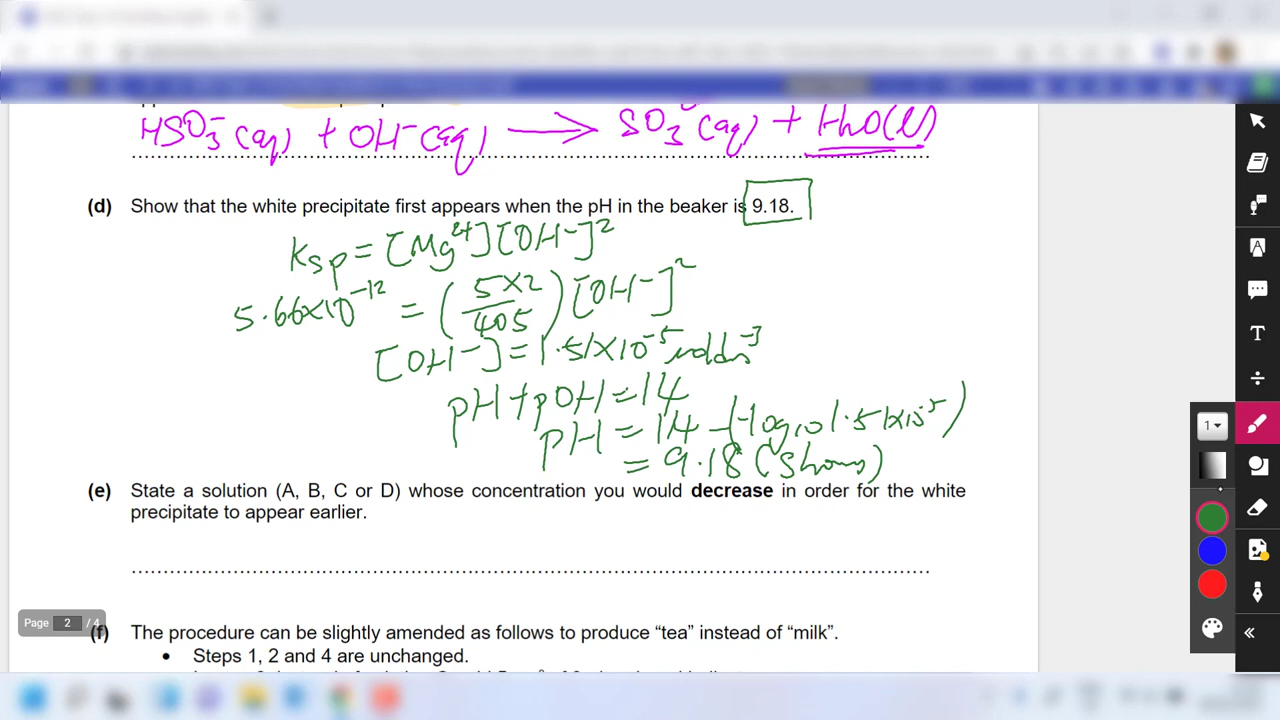 HSO₃⁻(aq) + OH⁻(aq) ⟶ SO₃²⁻(aq) + H₂O(l)
(d) Show that the white precipitate first appears when the pH in the beaker is 9.18.
Ksp = [Mg²⁺][OH⁻]²
5.66×10⁻¹² = (5×2/405)[OH⁻]²
[OH⁻] = 1.51×10⁻⁵ moldm⁻³
pH + pOH = 14
pH = 14 - (-log₁₀ 1.51×10⁻⁵)
= 9.18 (shown)
(e) State a solution (A, B, C or D) whose concentration you would decrease in order for the white
precipitate to appear earlier.
(f) The procedure can be slightly amended as follows to produce “tea” instead of “milk”.
• Steps 1, 2 and 4 are unchanged.
Page 2 / 4
1
T
A